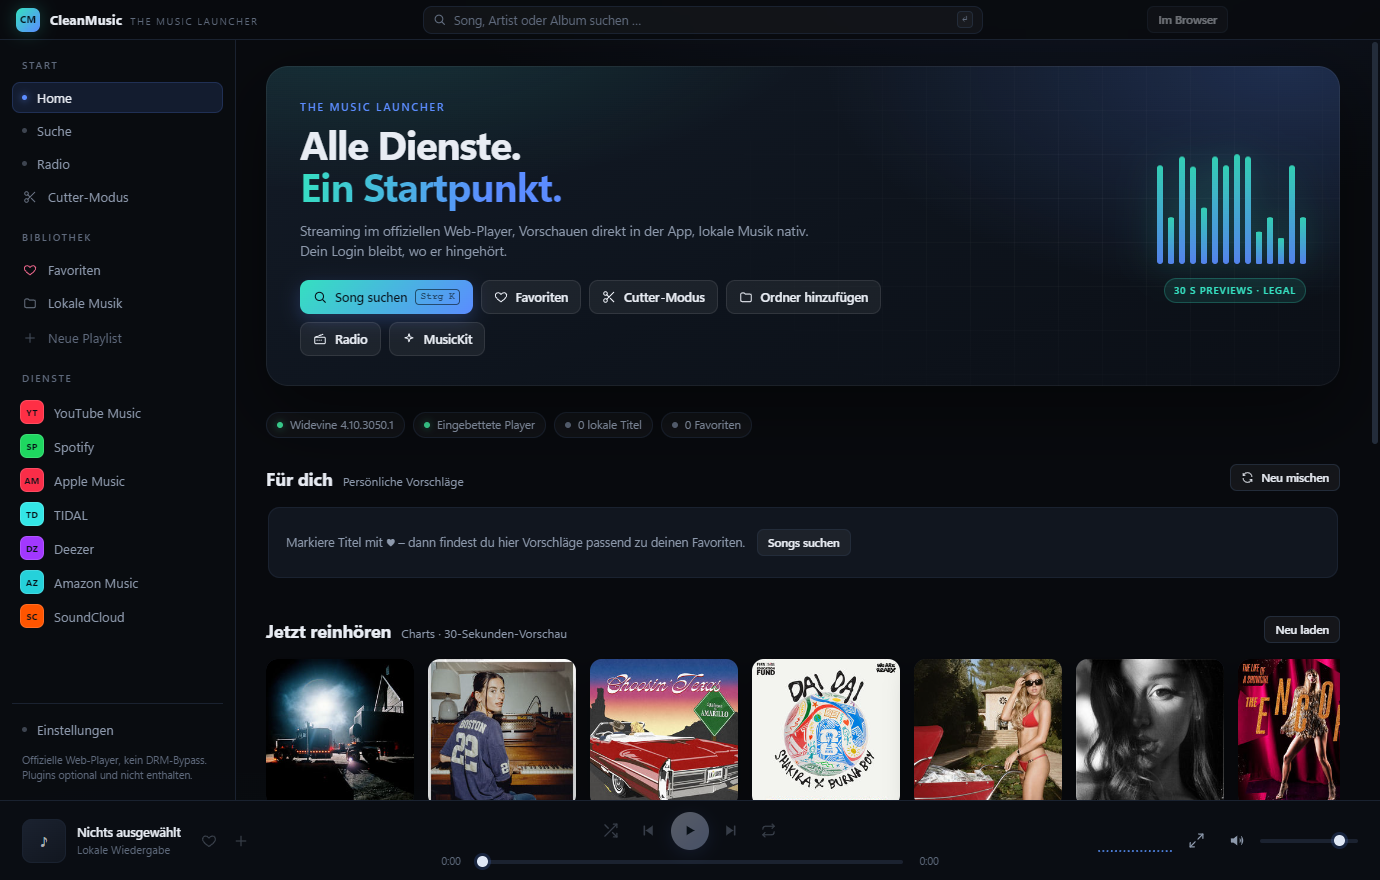 CM CleanMusic THE MUSIC LAUNCHER
Song, Artist oder Album suchen ...
Im Browser
START
Home
Suche
Radio
Cutter-Modus
BIBLIOTHEK
Favoriten
Lokale Musik
Neue Playlist
DIENSTE
YT YouTube Music
SP Spotify
AM Apple Music
TD TIDAL
DZ Deezer
AZ Amazon Music
SC SoundCloud
Einstellungen
Offizielle Web-Player, kein DRM-Bypass.
Plugins optional und nicht enthalten.
THE MUSIC LAUNCHER
Alle Dienste.
Ein Startpunkt.
Streaming im offiziellen Web-Player, Vorschauen direkt in der App, lokale Musik nativ.
Dein Login bleibt, wo er hingehört.
Song suchen Strg K
Favoriten
Cutter-Modus
Ordner hinzufügen
Radio
MusicKit
30 S PREVIEWS · LEGAL
Widevine 4.10.3050.1
Eingebettete Player
0 lokale Titel
0 Favoriten
Für dich Persönliche Vorschläge
Neu mischen
Markiere Titel mit ♥ – dann findest du hier Vorschläge passend zu deinen Favoriten.
Songs suchen
Jetzt reinhören Charts · 30-Sekunden-Vorschau
Neu laden
BOSTON
22
Choosin' Texas
AMARILLO
FUND
DAI DAI
SHAKIRA X BURNA BOY
THE LIFE OF
A SHOWGIRL
THE
Nichts ausgewählt
Lokale Wiedergabe
0:00
0:00